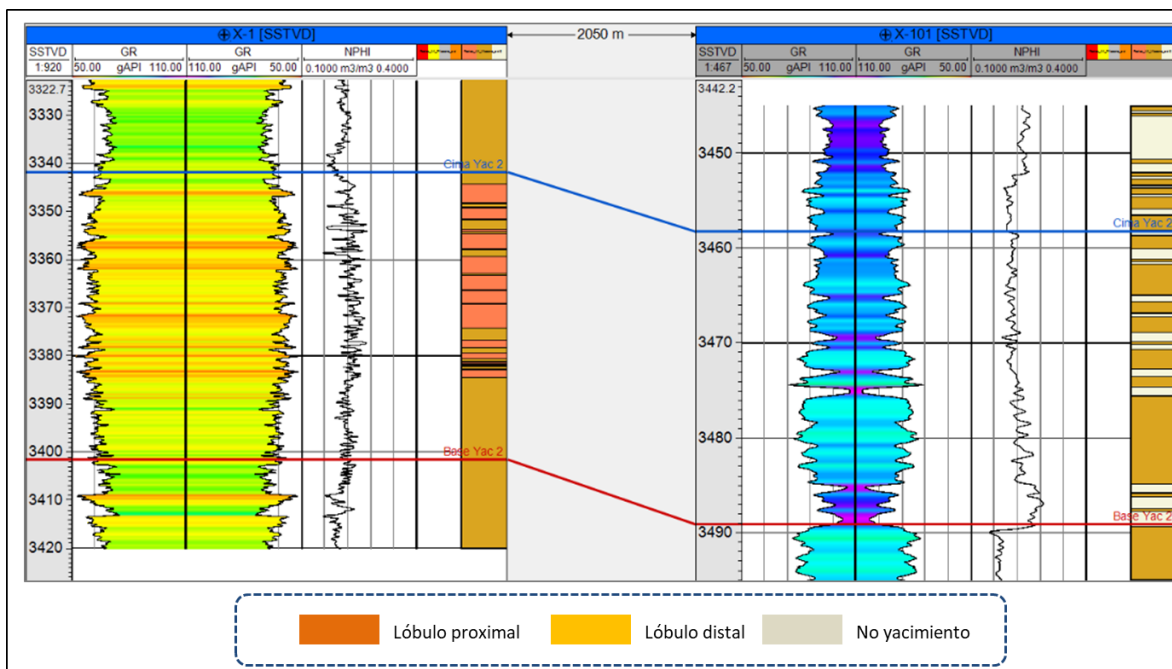 X-1 [SSTVD]
2050 m
X-101 [SSTVD]
SSTVD GR GR NPHI
1:920 50.00 gAPI 110.00 110.00 gAPI 50.00 0.1000 m3/m3 0.4000
SSTVD GR GR NPHI
1:467 50.00 gAPI 110.00 110.00 gAPI 50.00 0.1000 m3/m3 0.4000
3322.7
3330
3340
Cima Yac 2
3350
3360
3370
3380
3390
3400
Base Yac 2
3410
3420
3442.2
3450
Cima Yac 2
3460
3470
3480
Base Yac 2
3490
Lóbulo proximal
Lóbulo distal
No yacimiento